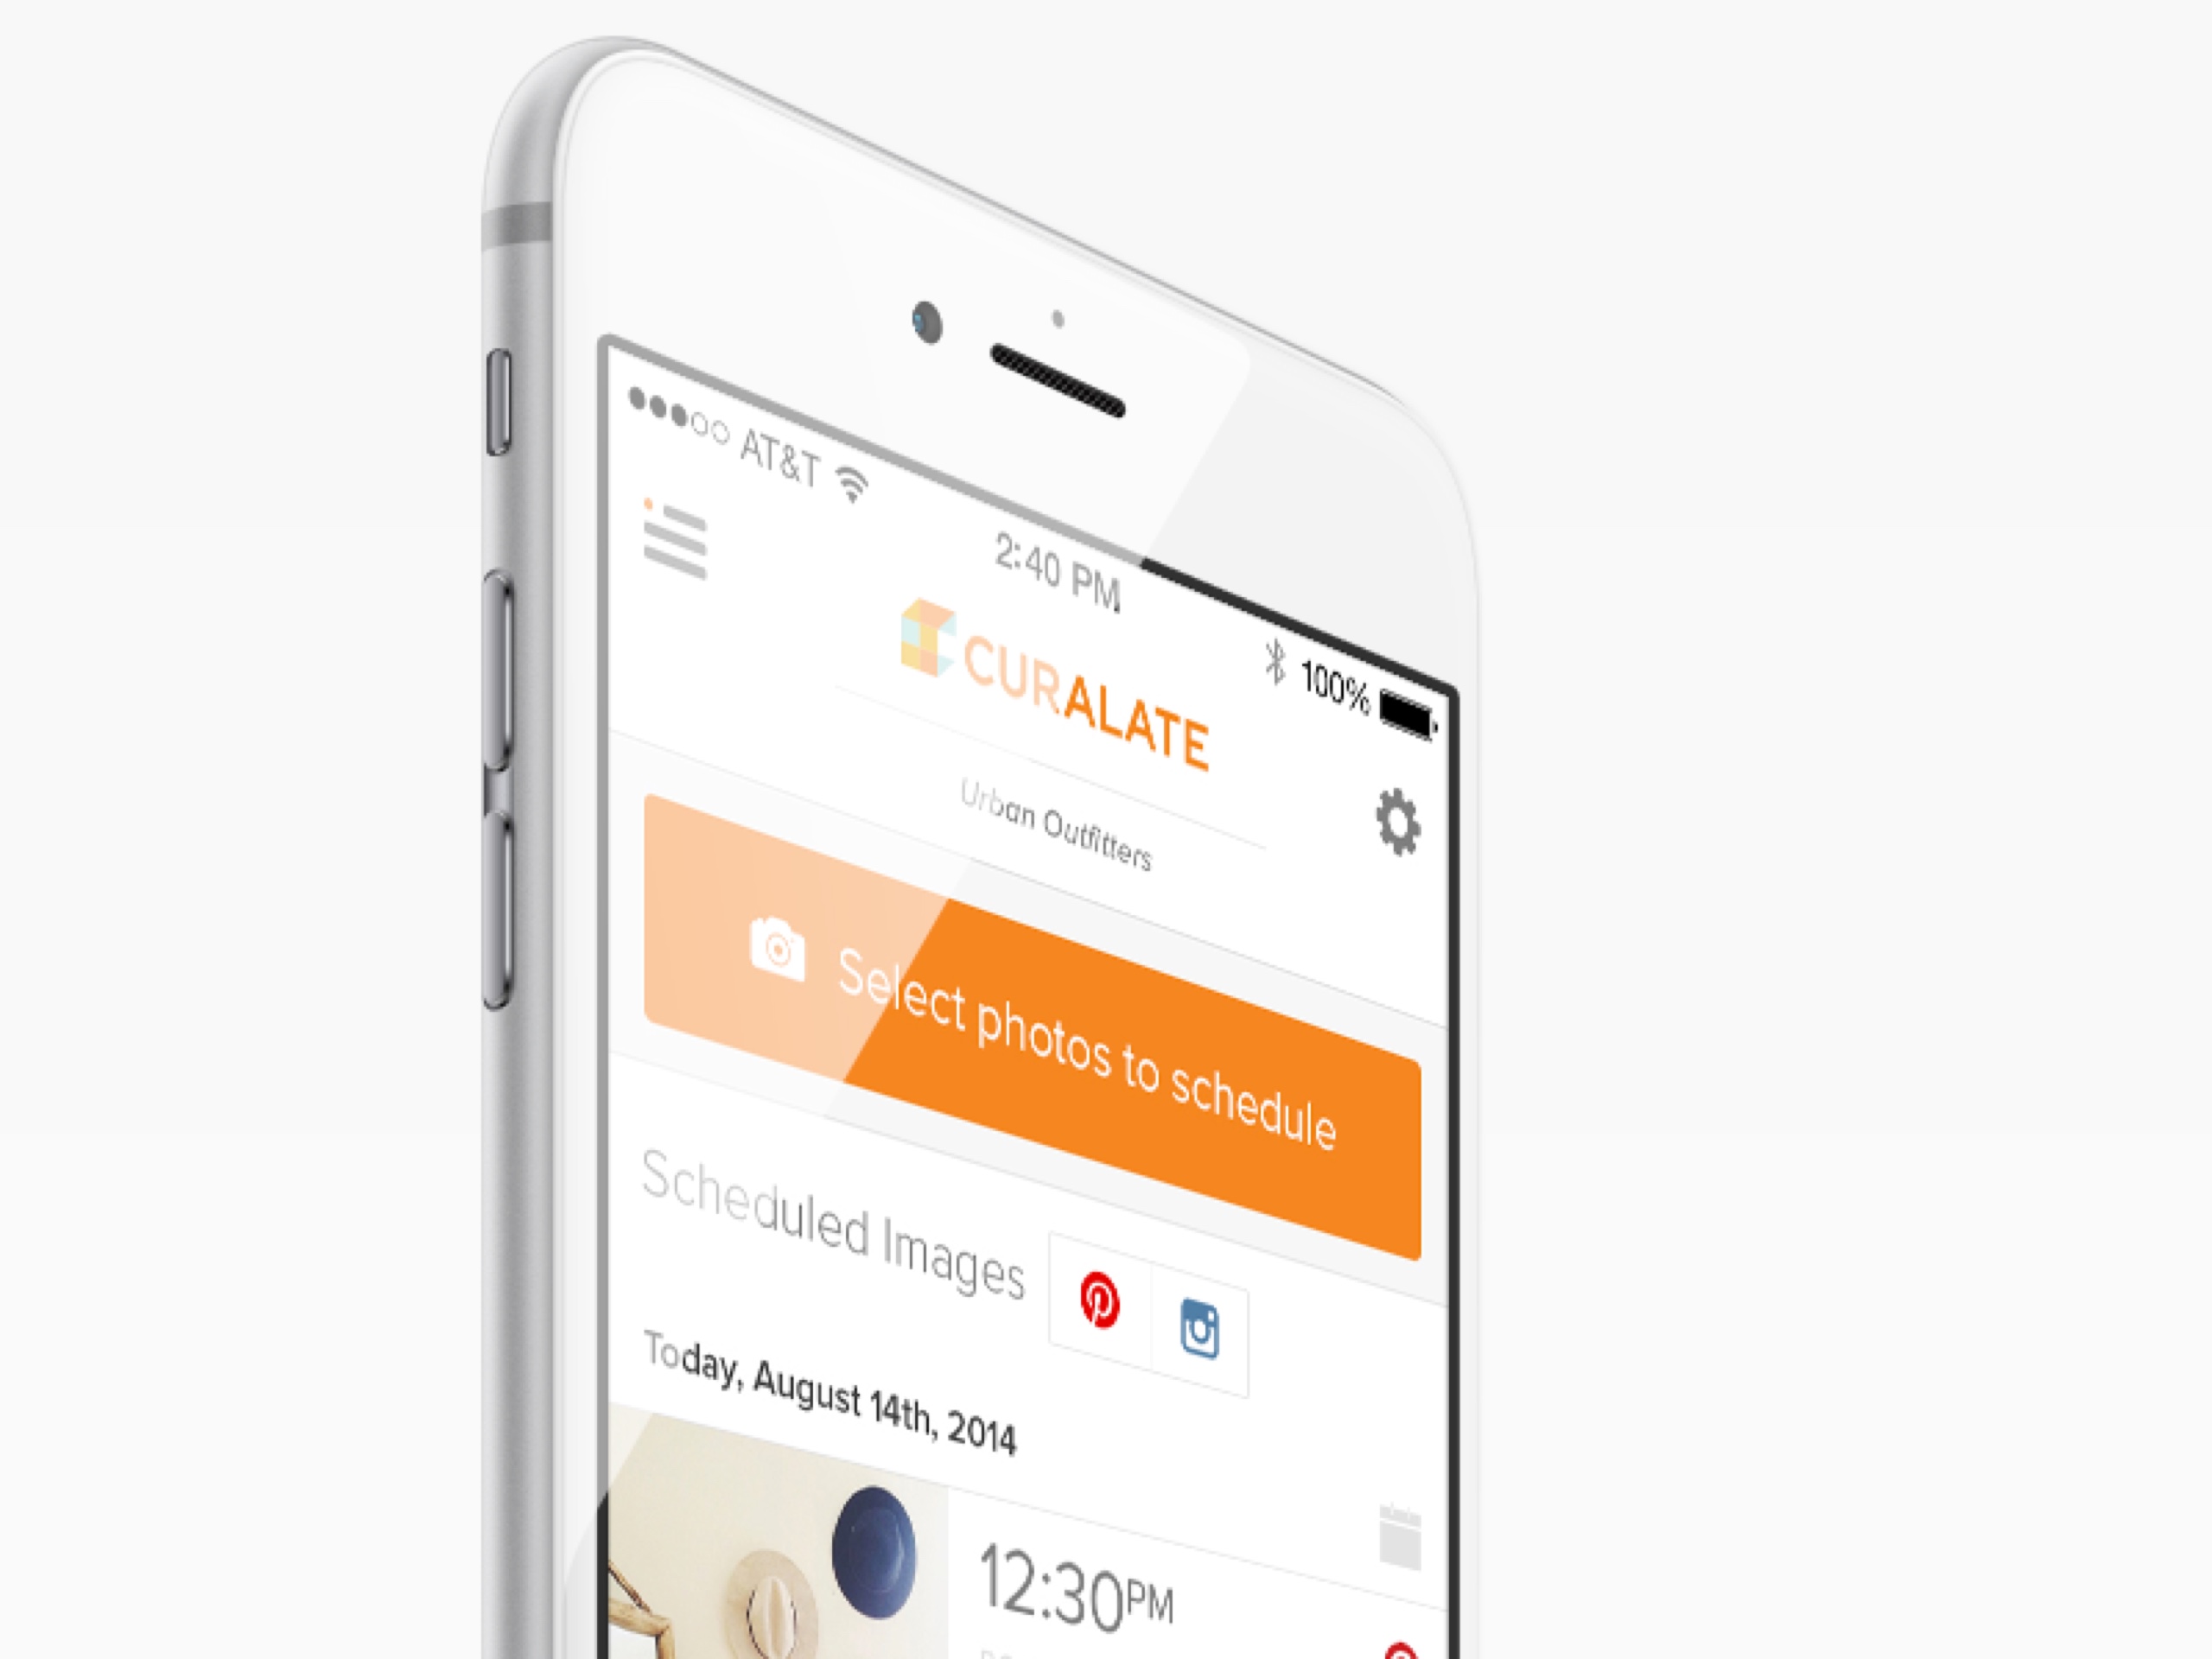 AT&T
2:40 PM
100%
CURALATE
Urban Outfitters
Select photos to schedule
Scheduled Images
Today, August 14th, 2014
12:30PM